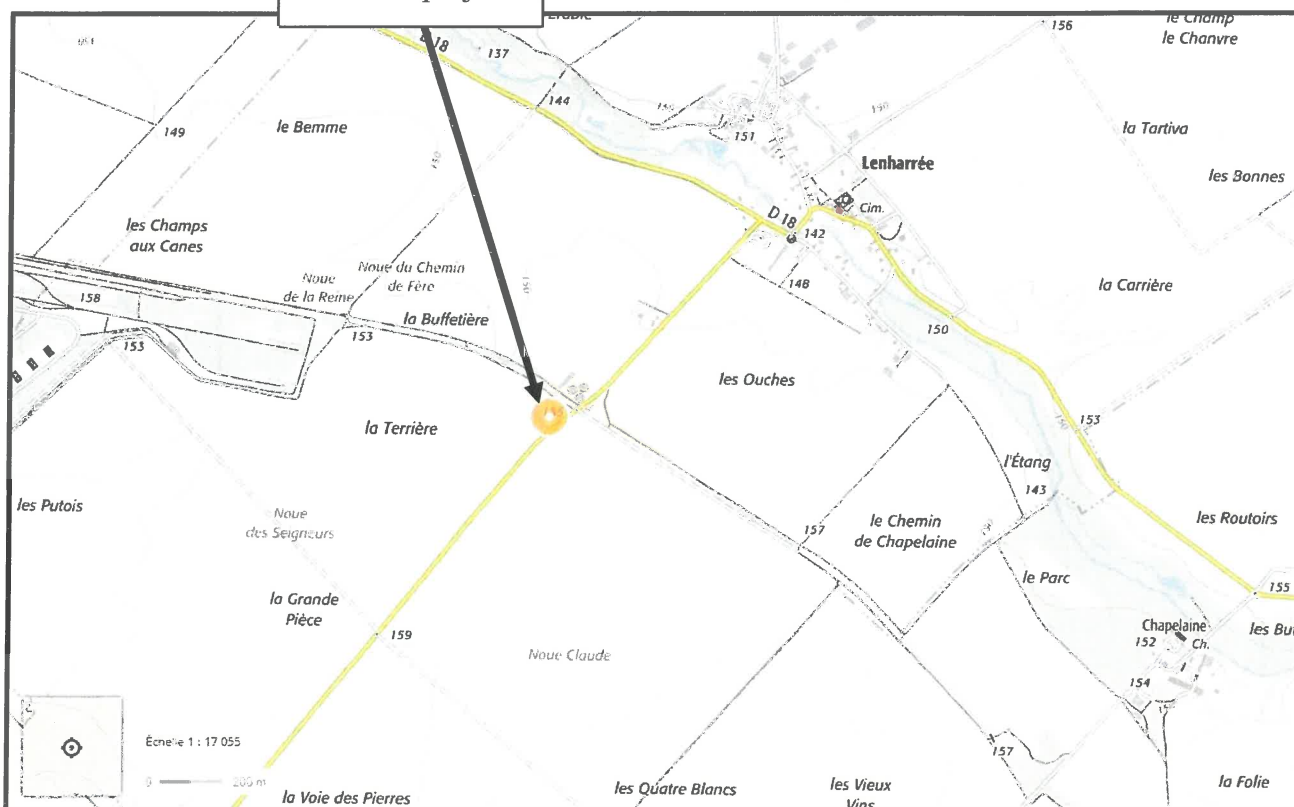 le Champ
le Chanvre
156
D 18
137
144
149
le Bemme
151
la Tartiva
Lenharrée
les Bonnes
Cim.
D 18
142
les Champs
aux Canes
Noue
de la Reine
Noue du Chemin
de Fère
148
la Carrière
158
la Buffetière
153
153
150
les Ouches
la Terrière
153
l'Étang
143
les Putois
Noue
des Seigneurs
157
le Chemin
de Chapelaine
les Routoirs
la Grande
Pièce
le Parc
155
159
Chapelaine
152
Ch.
Noue Claude
154
Échelle 1 : 17 055
0
200 m
157
la Voie des Pierres
les Quatre Blancs
les Vieux
Vins
la Folie